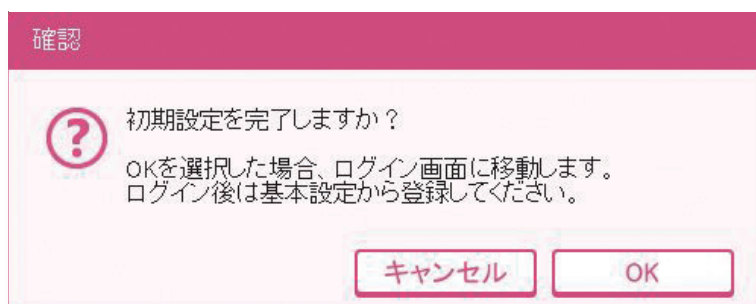 確認
?
初期設定を完了しますか？
OKを選択した場合、ログイン画面に移動します。
ログイン後は基本設定から登録してください。
キャンセル
OK